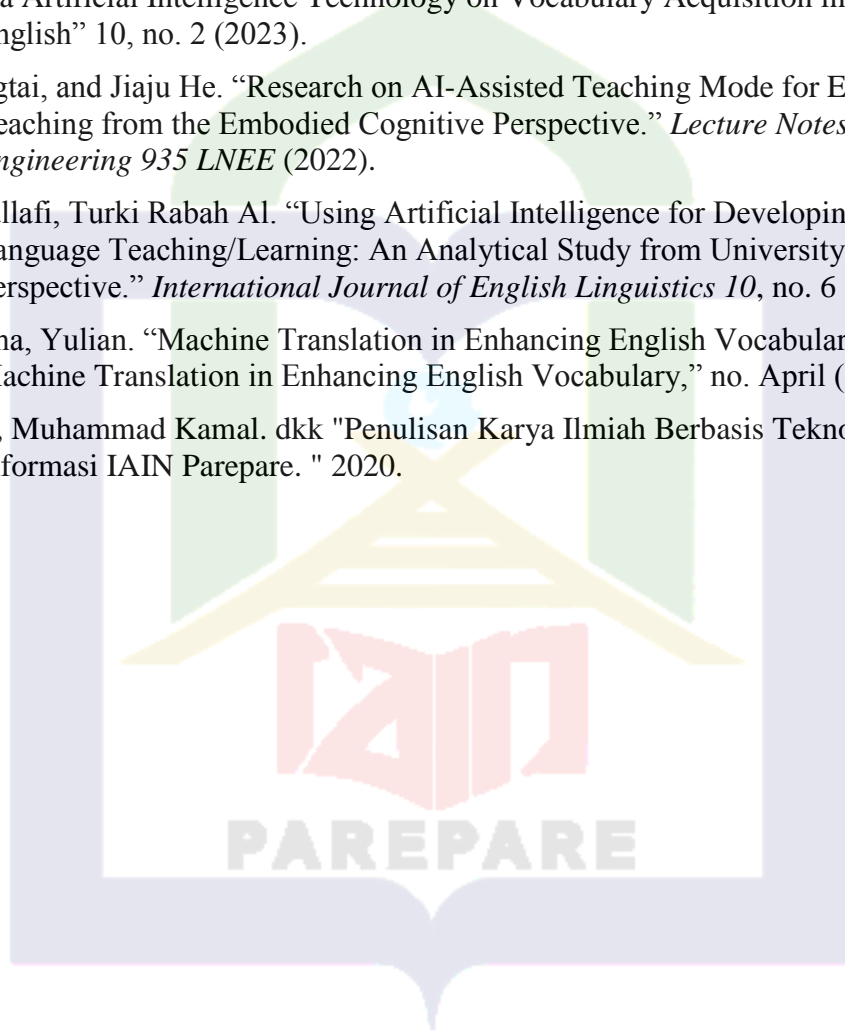 a Artificial Intelligence Technology on Vocabulary Acquisition in
nglish” 10, no. 2 (2023).
gtai, and Jiaju He. “Research on AI-Assisted Teaching Mode for E
eaching from the Embodied Cognitive Perspective.” Lecture Notes
ngineering 935 LNEE (2022).
llafi, Turki Rabah Al. “Using Artificial Intelligence for Developin
anguage Teaching/Learning: An Analytical Study from University
erspective.” International Journal of English Linguistics 10, no. 6
na, Yulian. “Machine Translation in Enhancing English Vocabular
achine Translation in Enhancing English Vocabulary,” no. April (
, Muhammad Kamal. dkk "Penulisan Karya Ilmiah Berbasis Tekno
formasi IAIN Parepare. " 2020.
IAIN
PAREPARE